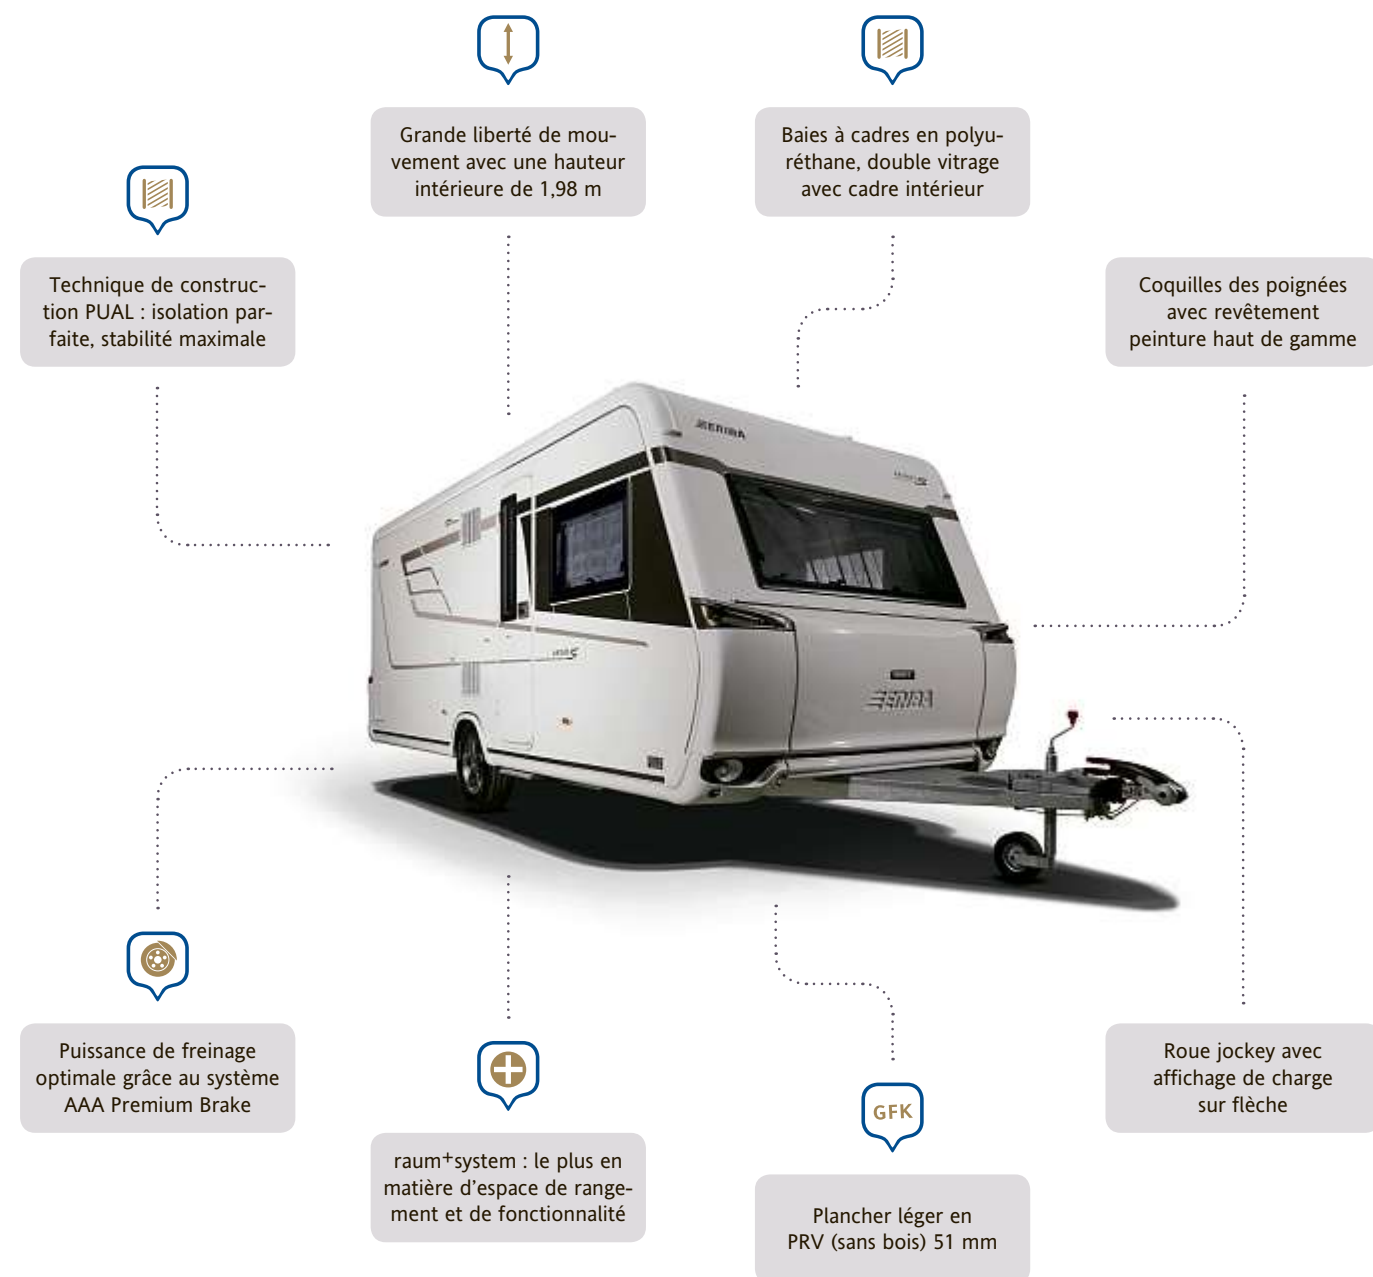 Grande liberté de mou-
vement avec une hauteur
intérieure de 1,98 m
Baies à cadres en polyu-
réthane, double vitrage
avec cadre intérieur
Technique de construc-
tion PUAL : isolation par-
faite, stabilité maximale
Coquilles des poignées
avec revêtement
peinture haut de gamme
ERIBA
ERIBA
Puissance de freinage
optimale grâce au système
AAA Premium Brake
raum+system : le plus en
matière d’espace de range-
ment et de fonctionnalité
GFK
Plancher léger en
PRV (sans bois) 51 mm
Roue jockey avec
affichage de charge
sur flèche